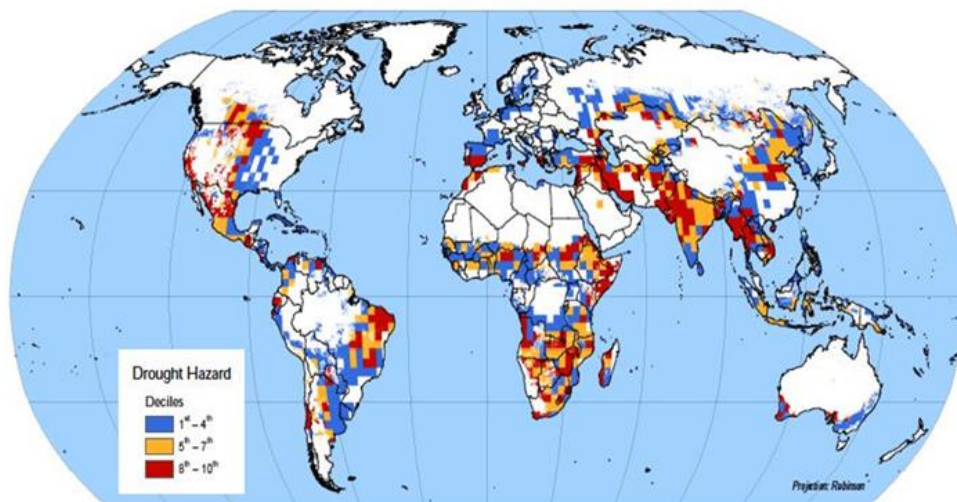 Drought Hazard
Deciles
1st – 4th
5th – 7th
8th – 10th
Projection: Robinson